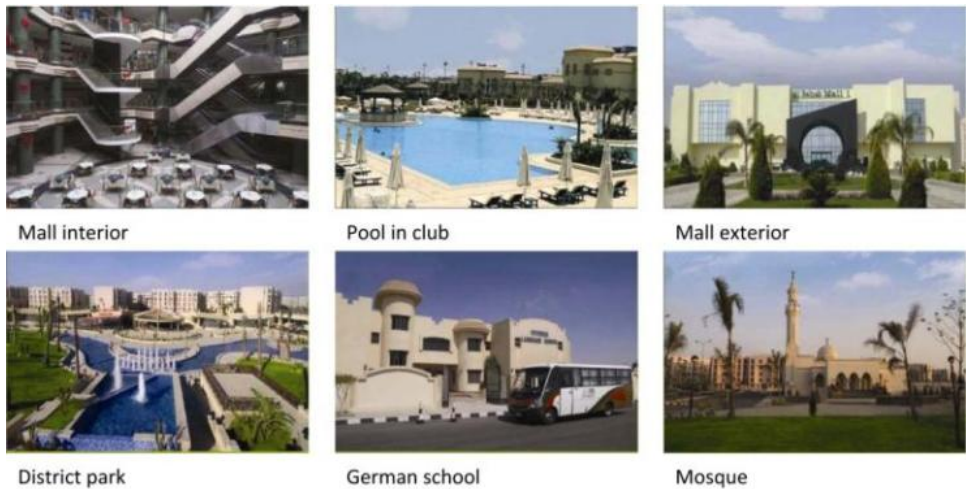 Mall interior
Pool in club
Mall exterior
District park
German school
Mosque